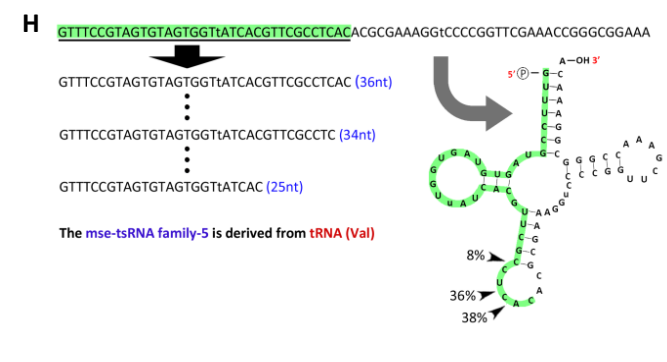 H
GTTTCCGTAGTGTAGTGGTtATCACGTTCGCCTCACACGCGAAAGGtCCCCGGTTCGAAACCGGGCGGAAA
GTTTCCGTAGTGTAGTGGTtATCACGTTCGCCTCAC (36nt)
GTTTCCGTAGTGTAGTGGTtATCACGTTCGCCTC (34nt)
GTTTCCGTAGTGTAGTGGTtATCAC (25nt)
The mse-tsRNA family-5 is derived from tRNA (Val)
A—OH 3'
5' P
8%
36%
38%